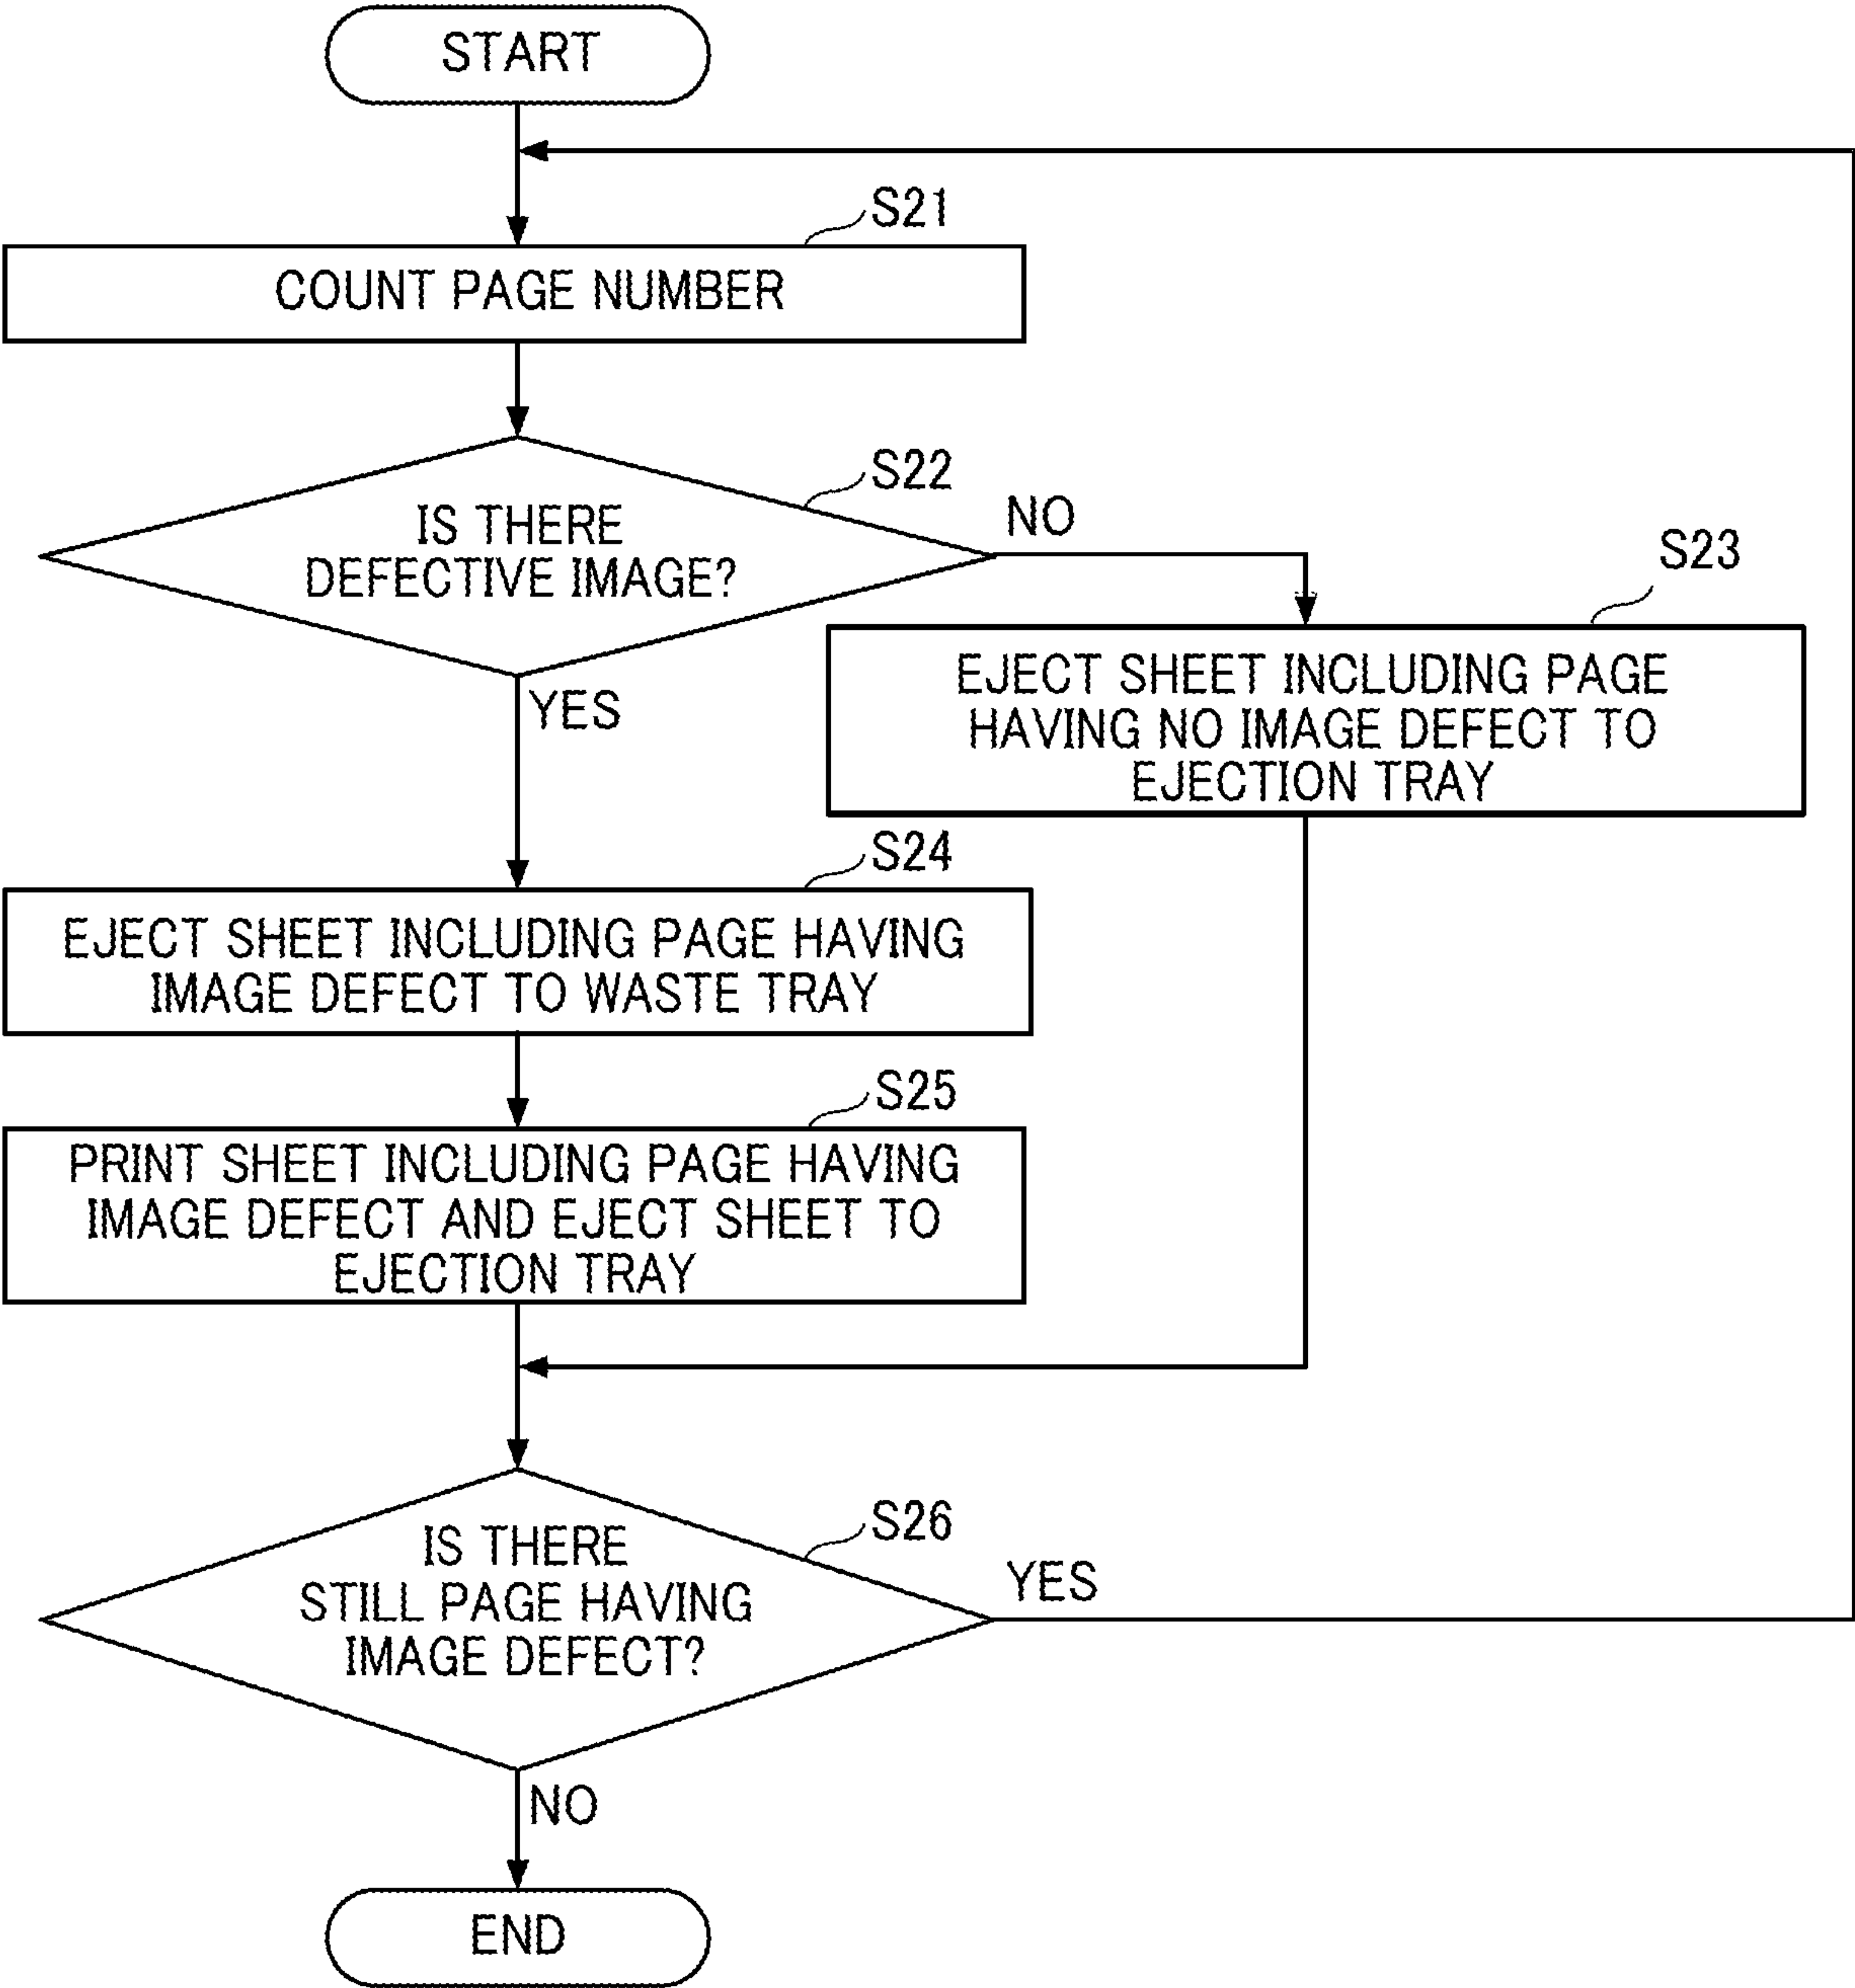 START
S21
COUNT PAGE NUMBER
S22
IS THERE
DEFECTIVE IMAGE?
NO
YES
S23
EJECT SHEET INCLUDING PAGE
HAVING NO IMAGE DEFECT TO
EJECTION TRAY
S24
EJECT SHEET INCLUDING PAGE HAVING
IMAGE DEFECT TO WASTE TRAY
S25
PRINT SHEET INCLUDING PAGE HAVING
IMAGE DEFECT AND EJECT SHEET TO
EJECTION TRAY
S26
IS THERE
STILL PAGE HAVING
IMAGE DEFECT?
YES
NO
END